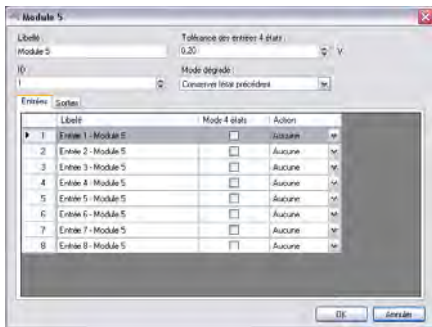 Module 5
Libellé :
Tolérance des entrées 4 états :
Module 5
0,20
V
ID :
Mode dégradé :
1
Conserver l'état précédent
Entrées
Sorties
Libellé
Mode 4 états
Action
1 Entrée 1 - Module 5 Aucune
2 Entrée 2 - Module 5 Aucune
3 Entrée 3 - Module 5 Aucune
4 Entrée 4 - Module 5 Aucune
5 Entrée 5 - Module 5 Aucune
6 Entrée 6 - Module 5 Aucune
7 Entrée 7 - Module 5 Aucune
8 Entrée 8 - Module 5 Aucune
OK
Annuler